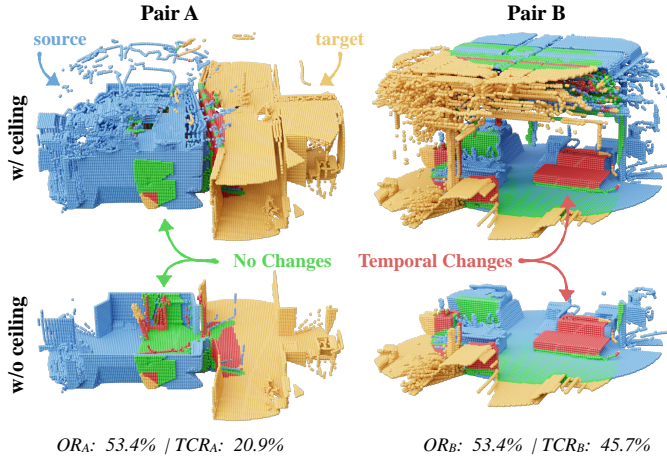 Pair A
Pair B
source
target
w/ ceiling
No Changes
Temporal Changes
w/o ceiling
ORA: 53.4% | TCRA: 20.9%
ORB: 53.4% | TCRB: 45.7%